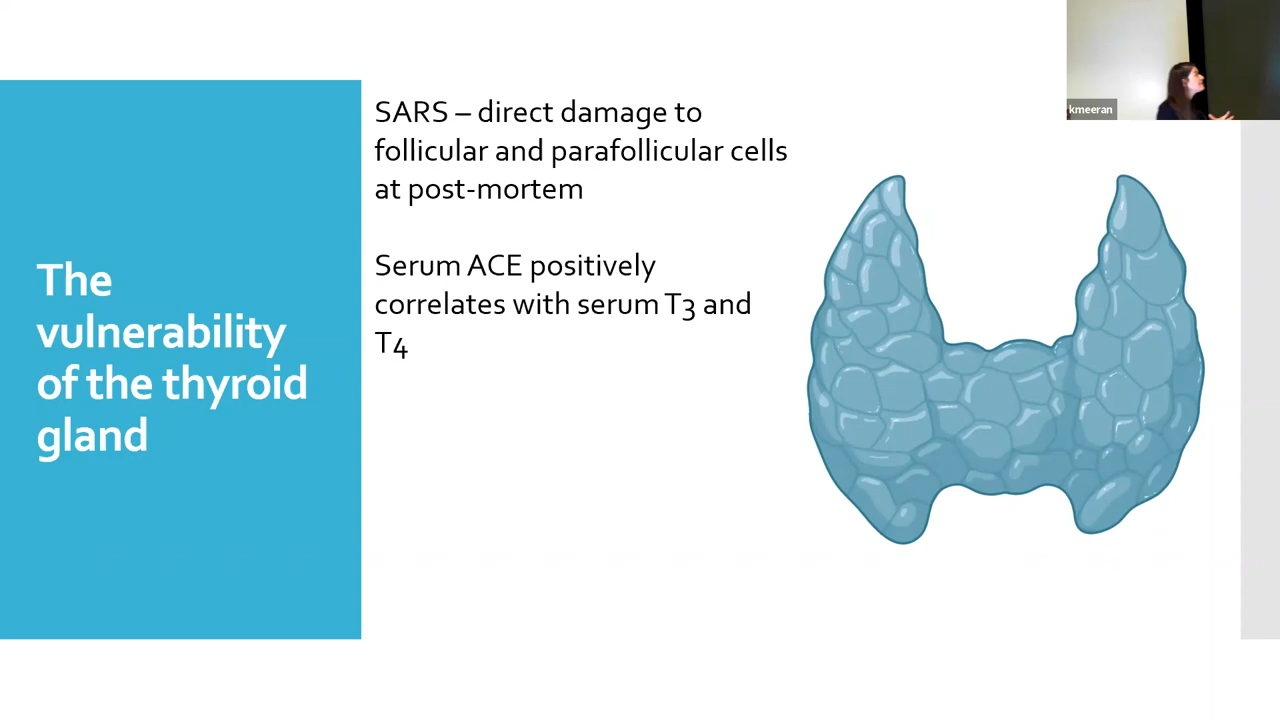 The
vulnerability
of the thyroid
gland
SARS – direct damage to
follicular and parafollicular cells
at post-mortem
Serum ACE positively
correlates with serum T3 and
T4
kmeeran